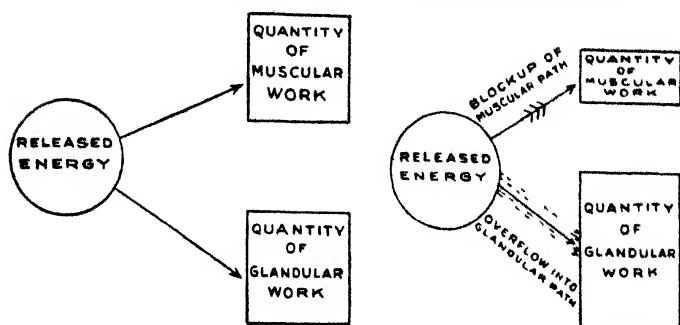 QUANTITY
OF
MUSCULAR
WORK
RELEASED
ENERGY
QUANTITY
OF
GLANDULAR
WORK
BLOCKUP OF
MUSCULAR PATH
QUANTITY
OF
MUSCULAR
WORK
RELEASED
ENERGY
OVERFLOW INTO
GLANDULAR PATH
QUANTITY
OF
GLANDULAR
WORK